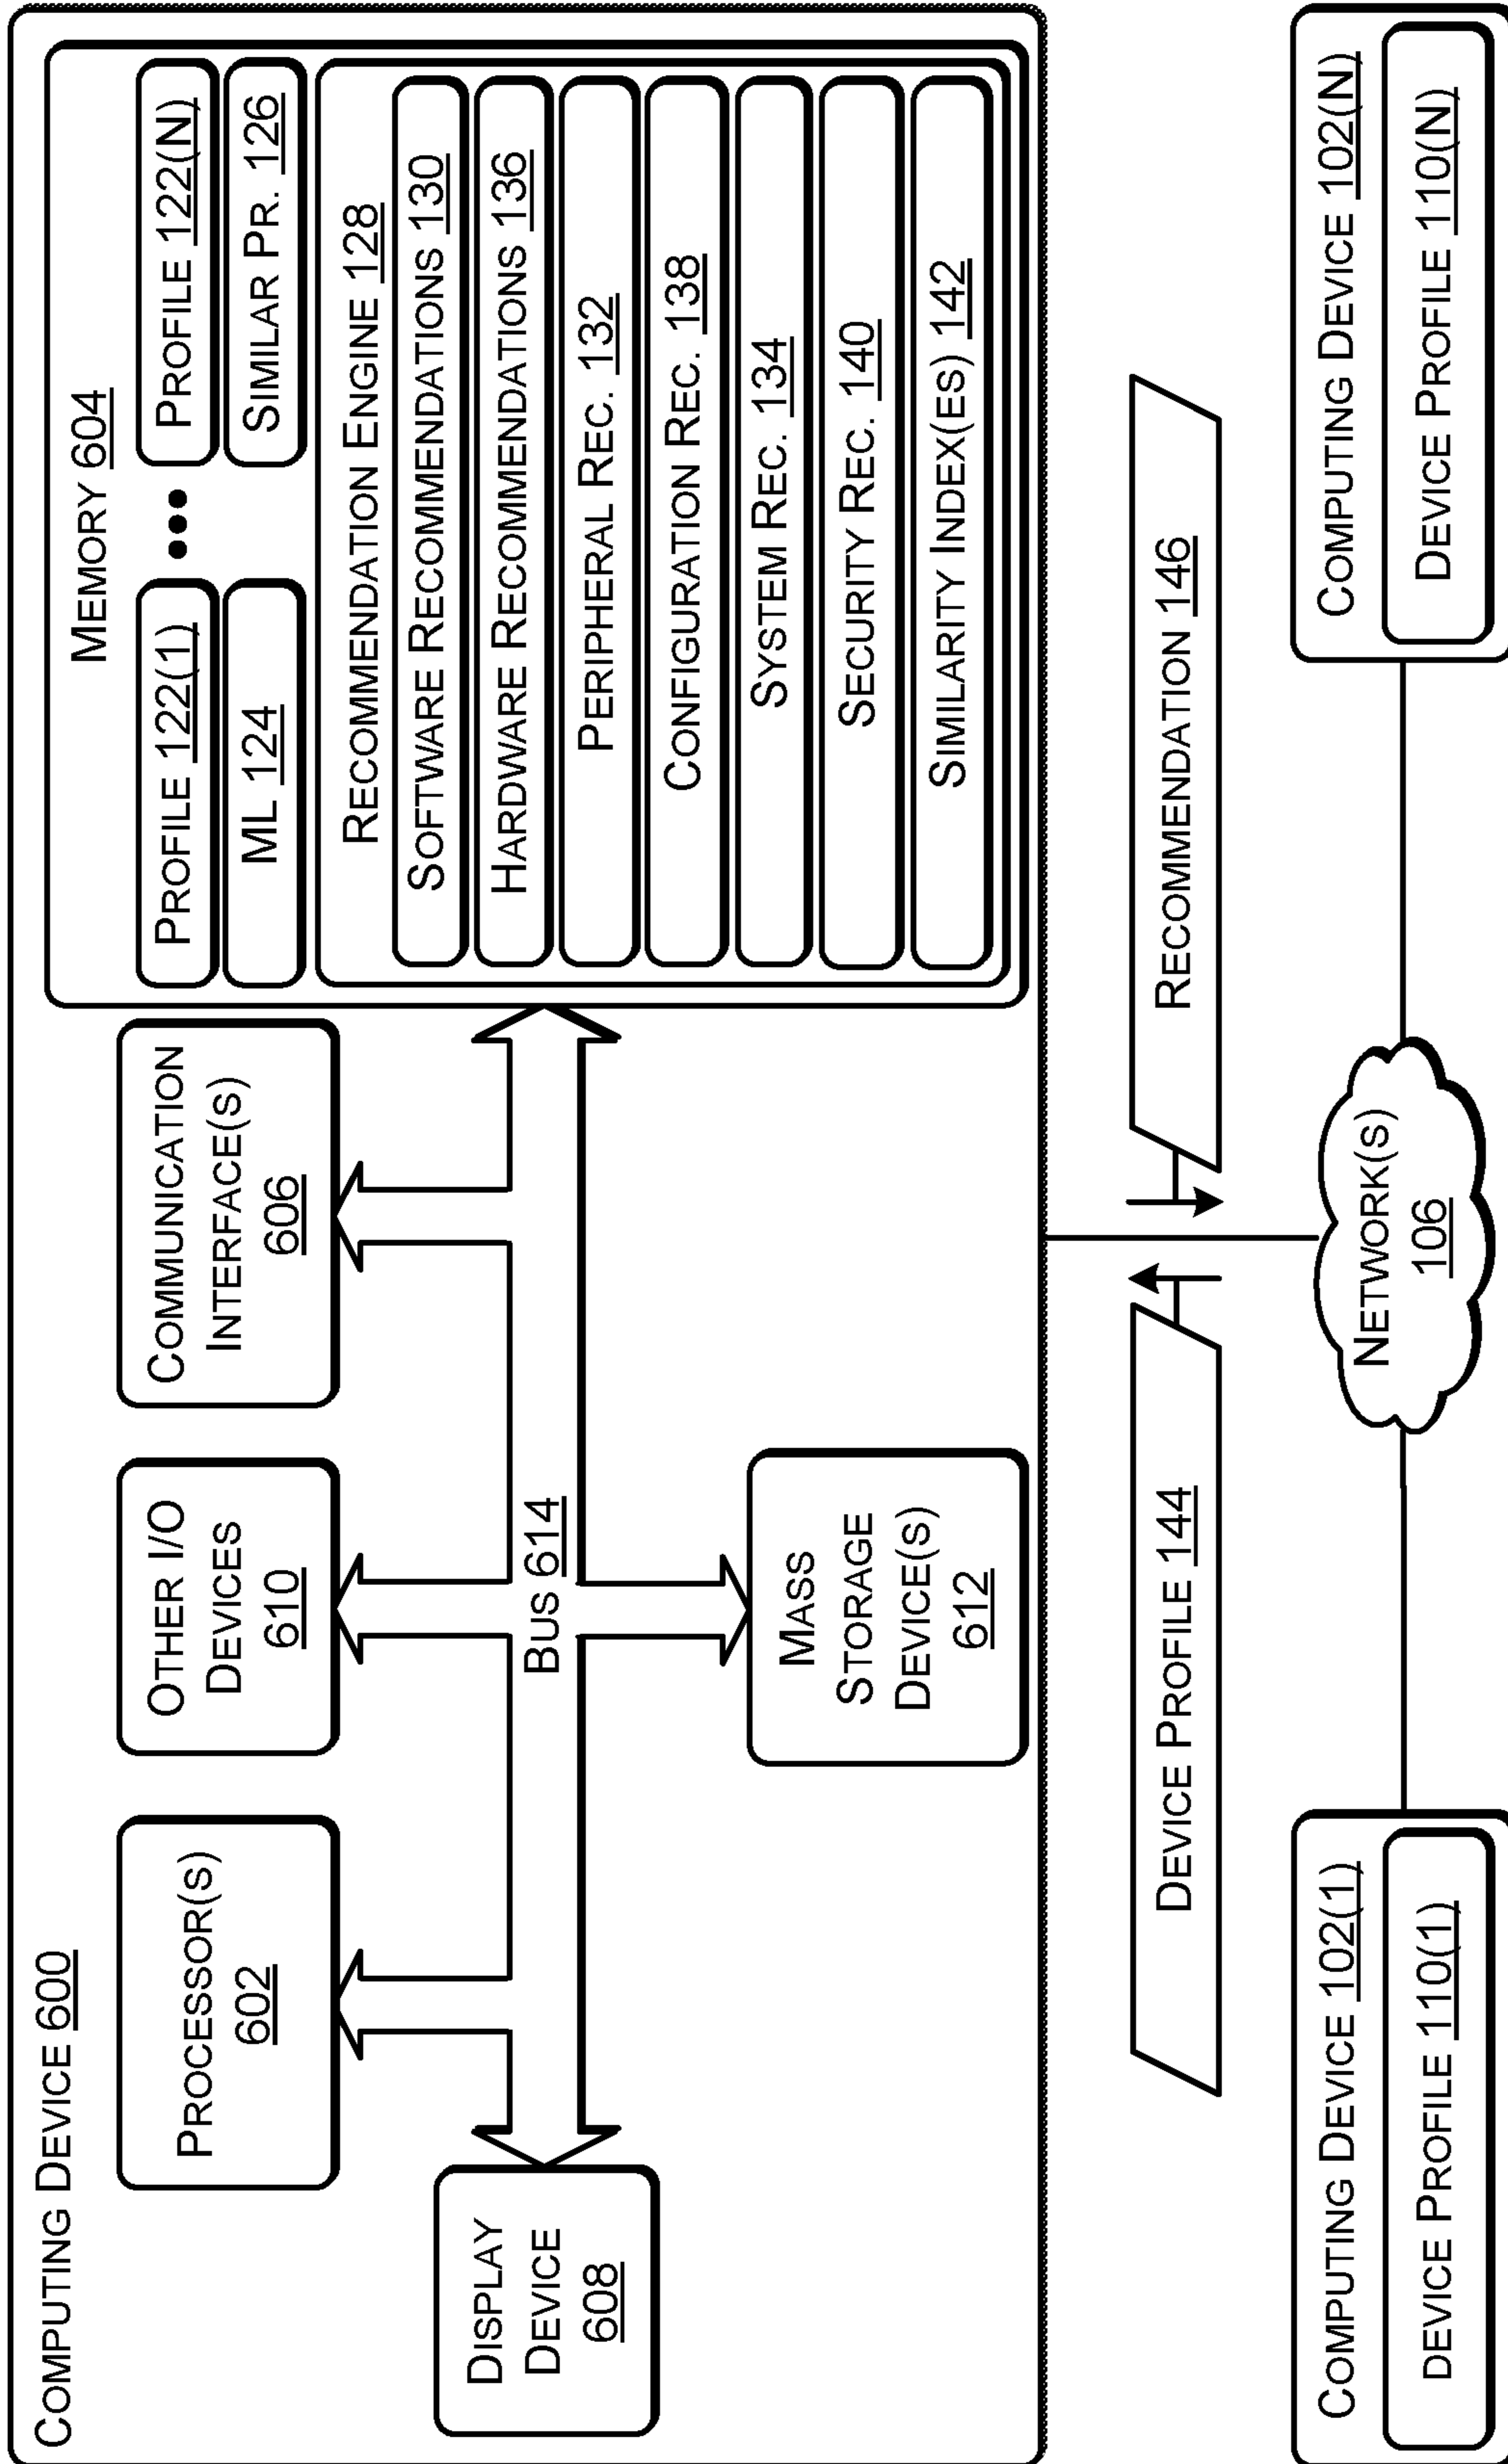 COMPUTING DEVICE 600
PROCESSOR(S)
602
OTHER I/O
DEVICES
610
COMMUNICATION
INTERFACE(S)
606
DISPLAY
DEVICE
608
BUS 614
MASS
STORAGE
DEVICE(S)
612
MEMORY 604
PROFILE 122(1)
PROFILE 122(N)
ML 124
SIMILAR PR. 126
RECOMMENDATION ENGINE 128
SOFTWARE RECOMMENDATIONS 130
HARDWARE RECOMMENDATIONS 136
PERIPHERAL REC. 132
CONFIGURATION REC. 138
SYSTEM REC. 134
SECURITY REC. 140
SIMILARITY INDEX(ES) 142
DEVICE PROFILE 144
RECOMMENDATION 146
COMPUTING DEVICE 102(1)
DEVICE PROFILE 110(1)
NETWORK(S)
106
COMPUTING DEVICE 102(N)
DEVICE PROFILE 110(N)